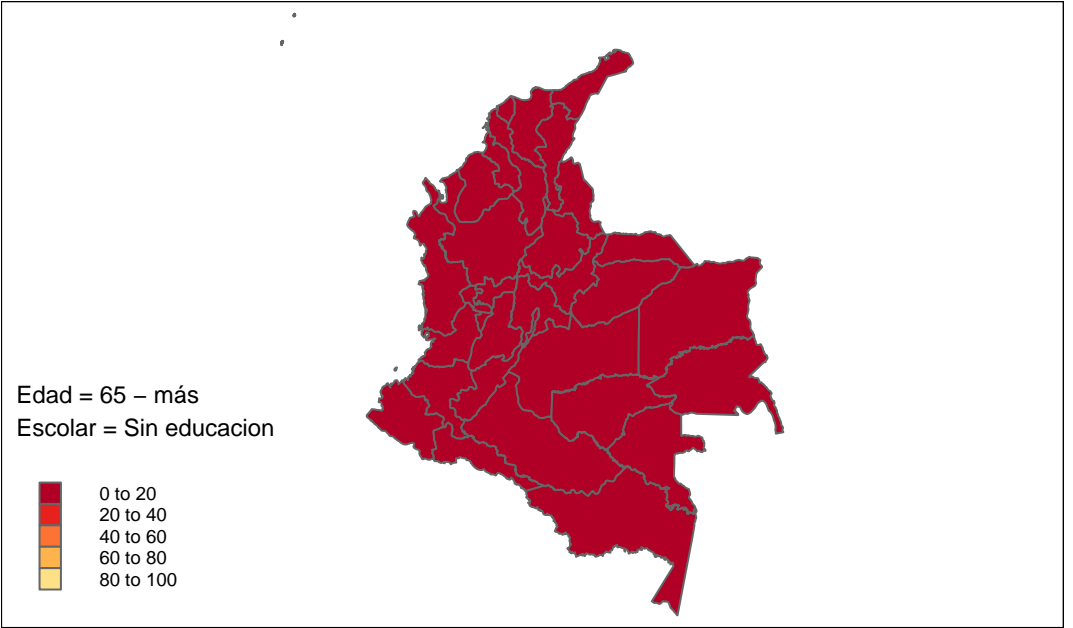 Edad = 65 − más
Escolar = Sin educacion
0 to 20
20 to 40
40 to 60
60 to 80
80 to 100